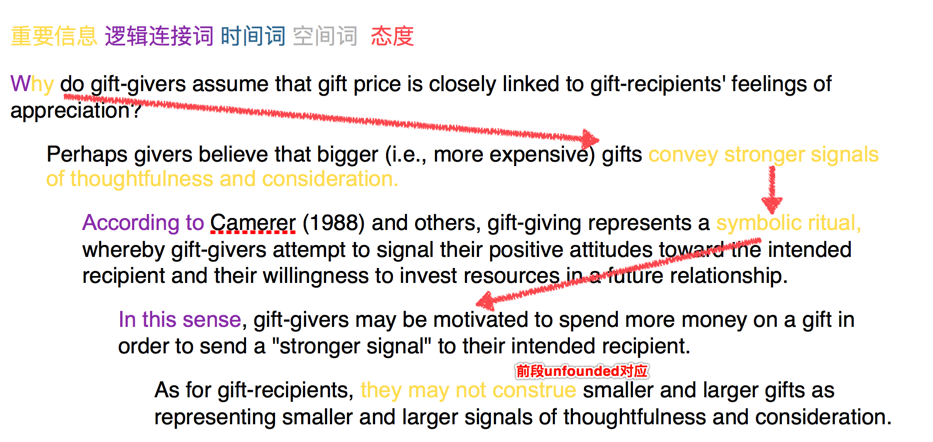 重要信息 逻辑连接词 时间词 空间词 态度
Why do gift-givers assume that gift price is closely linked to gift-recipients' feelings of
appreciation?
Perhaps givers believe that bigger (i.e., more expensive) gifts convey stronger signals
of thoughtfulness and consideration.
According to Camerer (1988) and others, gift-giving represents a symbolic ritual,
whereby gift-givers attempt to signal their positive attitudes toward the intended
recipient and their willingness to invest resources in a future relationship.
In this sense, gift-givers may be motivated to spend more money on a gift in
order to send a "stronger signal" to their intended recipient.
前段unfounded对应
As for gift-recipients, they may not construe smaller and larger gifts as
representing smaller and larger signals of thoughtfulness and consideration.